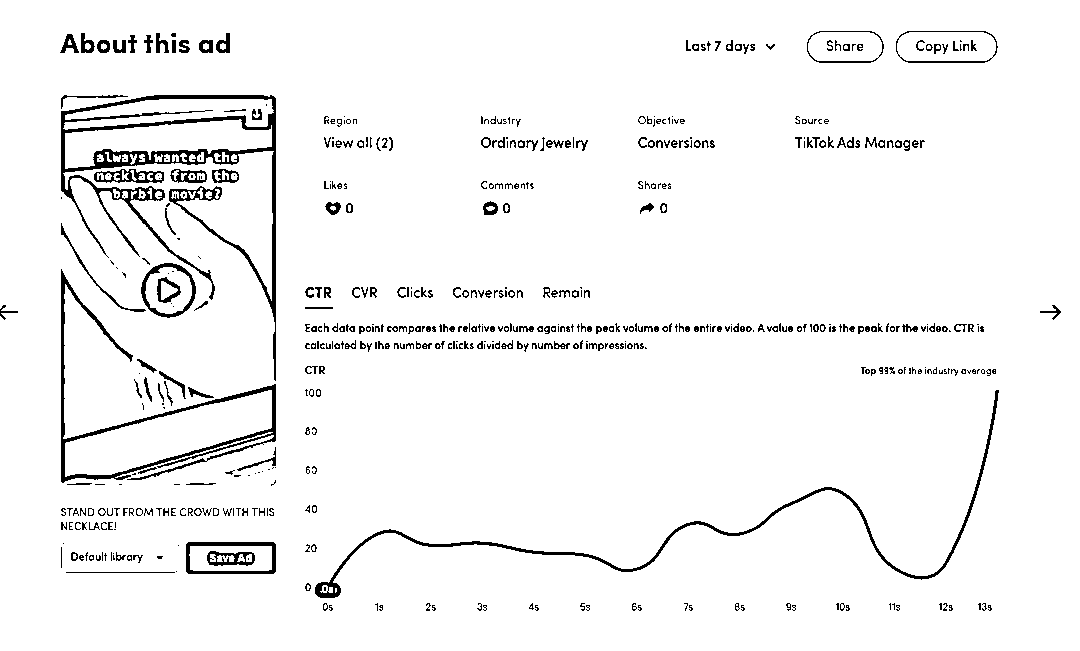 About this ad
Last 7 days
Share
Copy Link
always wanted the
necklace from the
barbie movie?
Region
View all (2)
Industry
Ordinary jewelry
Objective
Conversions
Source
TikTok Ads Manager
Likes
0
Comments
0
Shares
0
CTR CVR Clicks Conversion Remain
Each data point compares the relative volume against the peak volume of the entire video. A value of 100 is the peak for the video. CTR is
calculated by the number of clicks divided by number of impressions.
CTR
Top 99% of the industry average
100
80
60
40
20
0
0s 1s 2s 3s 4s 5s 6s 7s 8s 9s 10s 11s 12s 13s
STAND OUT FROM THE CROWD WITH THIS
NECKLACE!
Default library
Save Ad